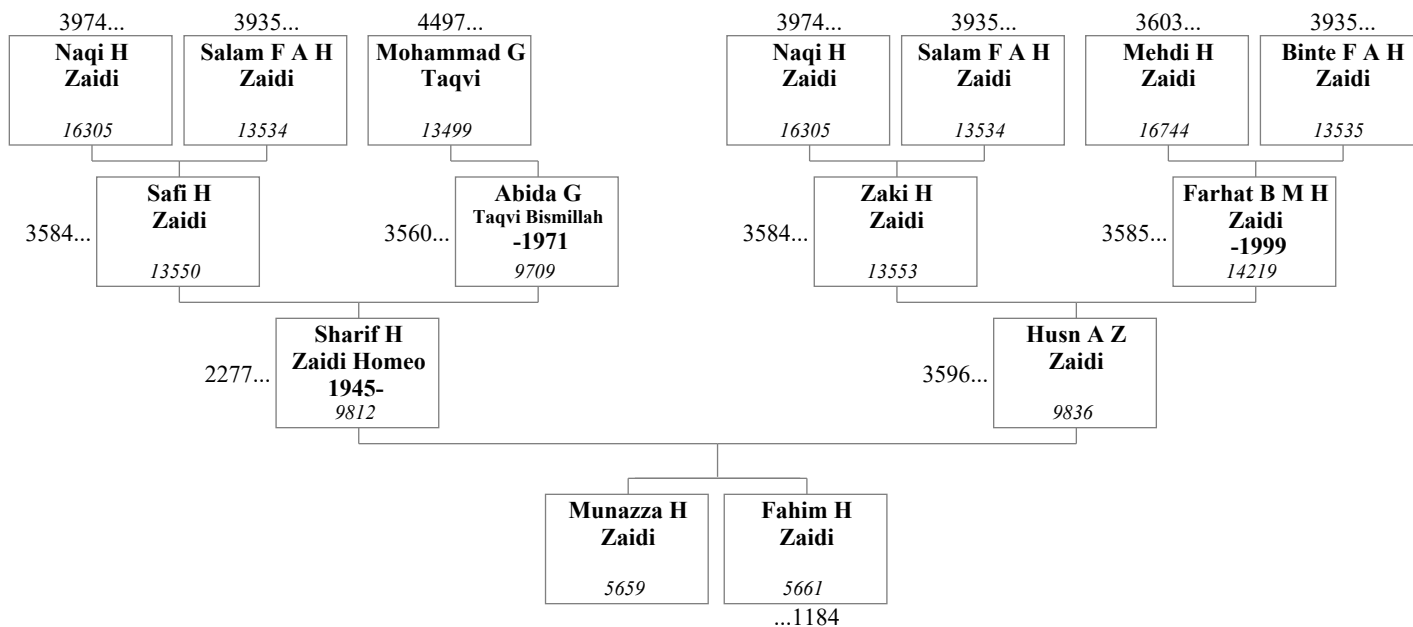 3974... 3935... 4497... 3974... 3935... 3603... 3935...
Naqi H Salam F A H Mohammad G Naqi H Salam F A H Mehdi H Binte F A H
Zaidi Zaidi Taqvi Zaidi Zaidi Zaidi Zaidi
16305 13534 13499 16305 13534 16744 13535
Safi H Abida G Zaki H Farhat B M H
Zaidi Taqvi Bismillah Zaidi Zaidi
3584... 3560... -1971 3584... 3585... -1999
13550 9709 13553 14219
Sharif H Husn A Z
Zaidi Homeo Zaidi
2277... 1945- 3596...
9812 9836
Munazza H Fahim H
Zaidi Zaidi
5659 5661
...1184